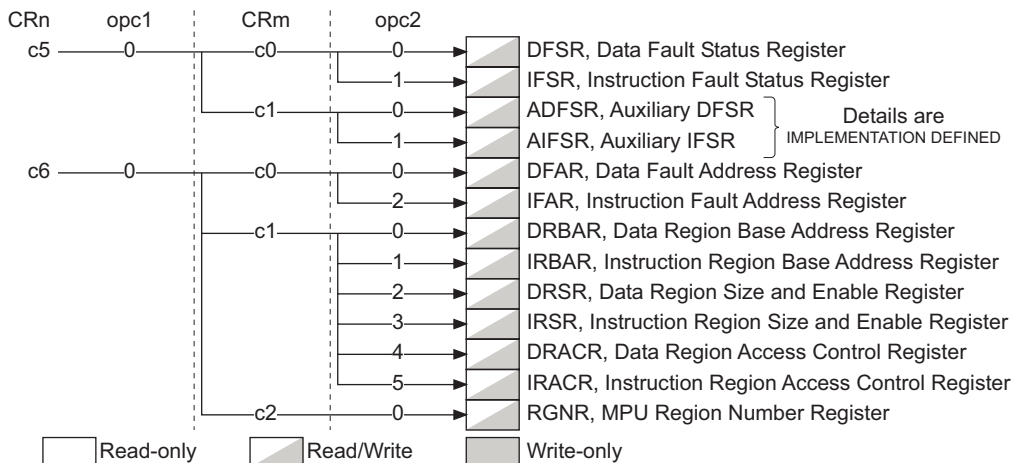 CRn opc1 CRm opc2
c5 0 c0 0 DFSR, Data Fault Status Register
1 IFSR, Instruction Fault Status Register
c1 0 ADFSR, Auxiliary DFSR
1 AIFSR, Auxiliary IFSR
Details are
IMPLEMENTATION DEFINED
c6 0 c0 0 DFAR, Data Fault Address Register
2 IFAR, Instruction Fault Address Register
c1 0 DRBAR, Data Region Base Address Register
1 IRBAR, Instruction Region Base Address Register
2 DRSR, Data Region Size and Enable Register
3 IRSR, Instruction Region Size and Enable Register
4 DRACR, Data Region Access Control Register
5 IRACR, Instruction Region Access Control Register
c2 0 RGNR, MPU Region Number Register
Read-only Read/Write Write-only